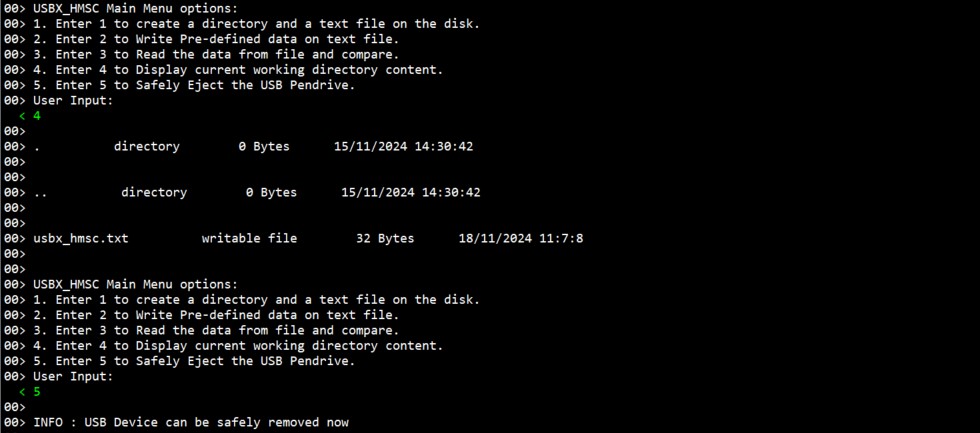 00> USBX_HMSC Main Menu options:
00> 1. Enter 1 to create a directory and a text file on the disk.
00> 2. Enter 2 to Write Pre-defined data on text file.
00> 3. Enter 3 to Read the data from file and compare.
00> 4. Enter 4 to Display current working directory content.
00> 5. Enter 5 to Safely Eject the USB Pendrive.
00> User Input:
< 4
00>
00> .          directory        0 Bytes      15/11/2024 14:30:42
00>
00>
00> ..          directory        0 Bytes      15/11/2024 14:30:42
00>
00>
00> usbx_hmsc.txt          writable file        32 Bytes      18/11/2024 11:7:8
00>
00>
00> USBX_HMSC Main Menu options:
00> 1. Enter 1 to create a directory and a text file on the disk.
00> 2. Enter 2 to Write Pre-defined data on text file.
00> 3. Enter 3 to Read the data from file and compare.
00> 4. Enter 4 to Display current working directory content.
00> 5. Enter 5 to Safely Eject the USB Pendrive.
00> User Input:
< 5
00>
00> INFO : USB Device can be safely removed now